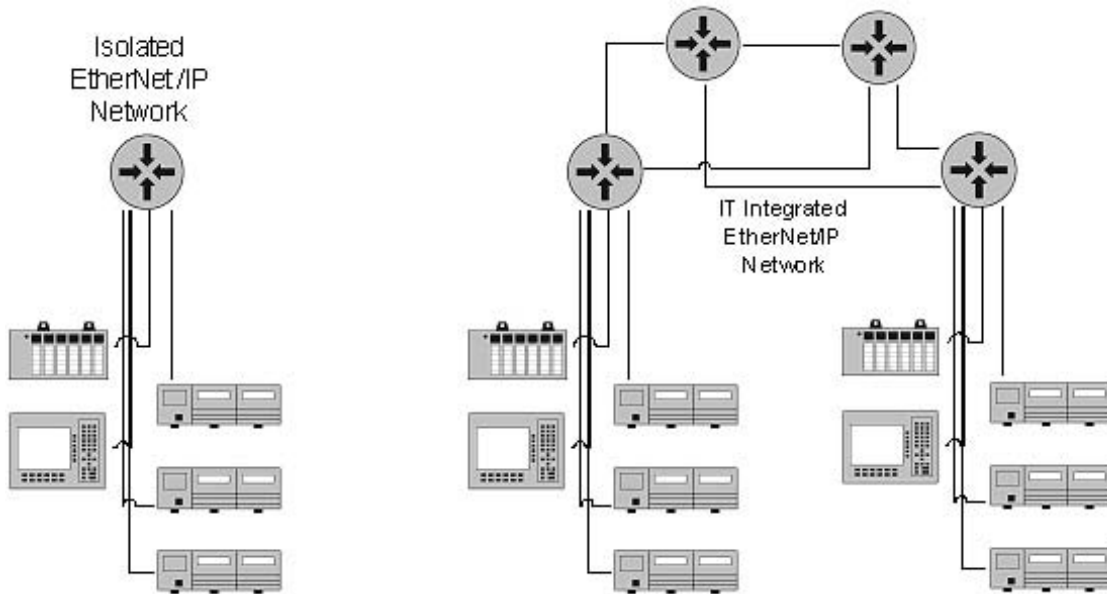 Isolated
EtherNet/IP
Network
IT Integrated
EtherNet/IP
Network